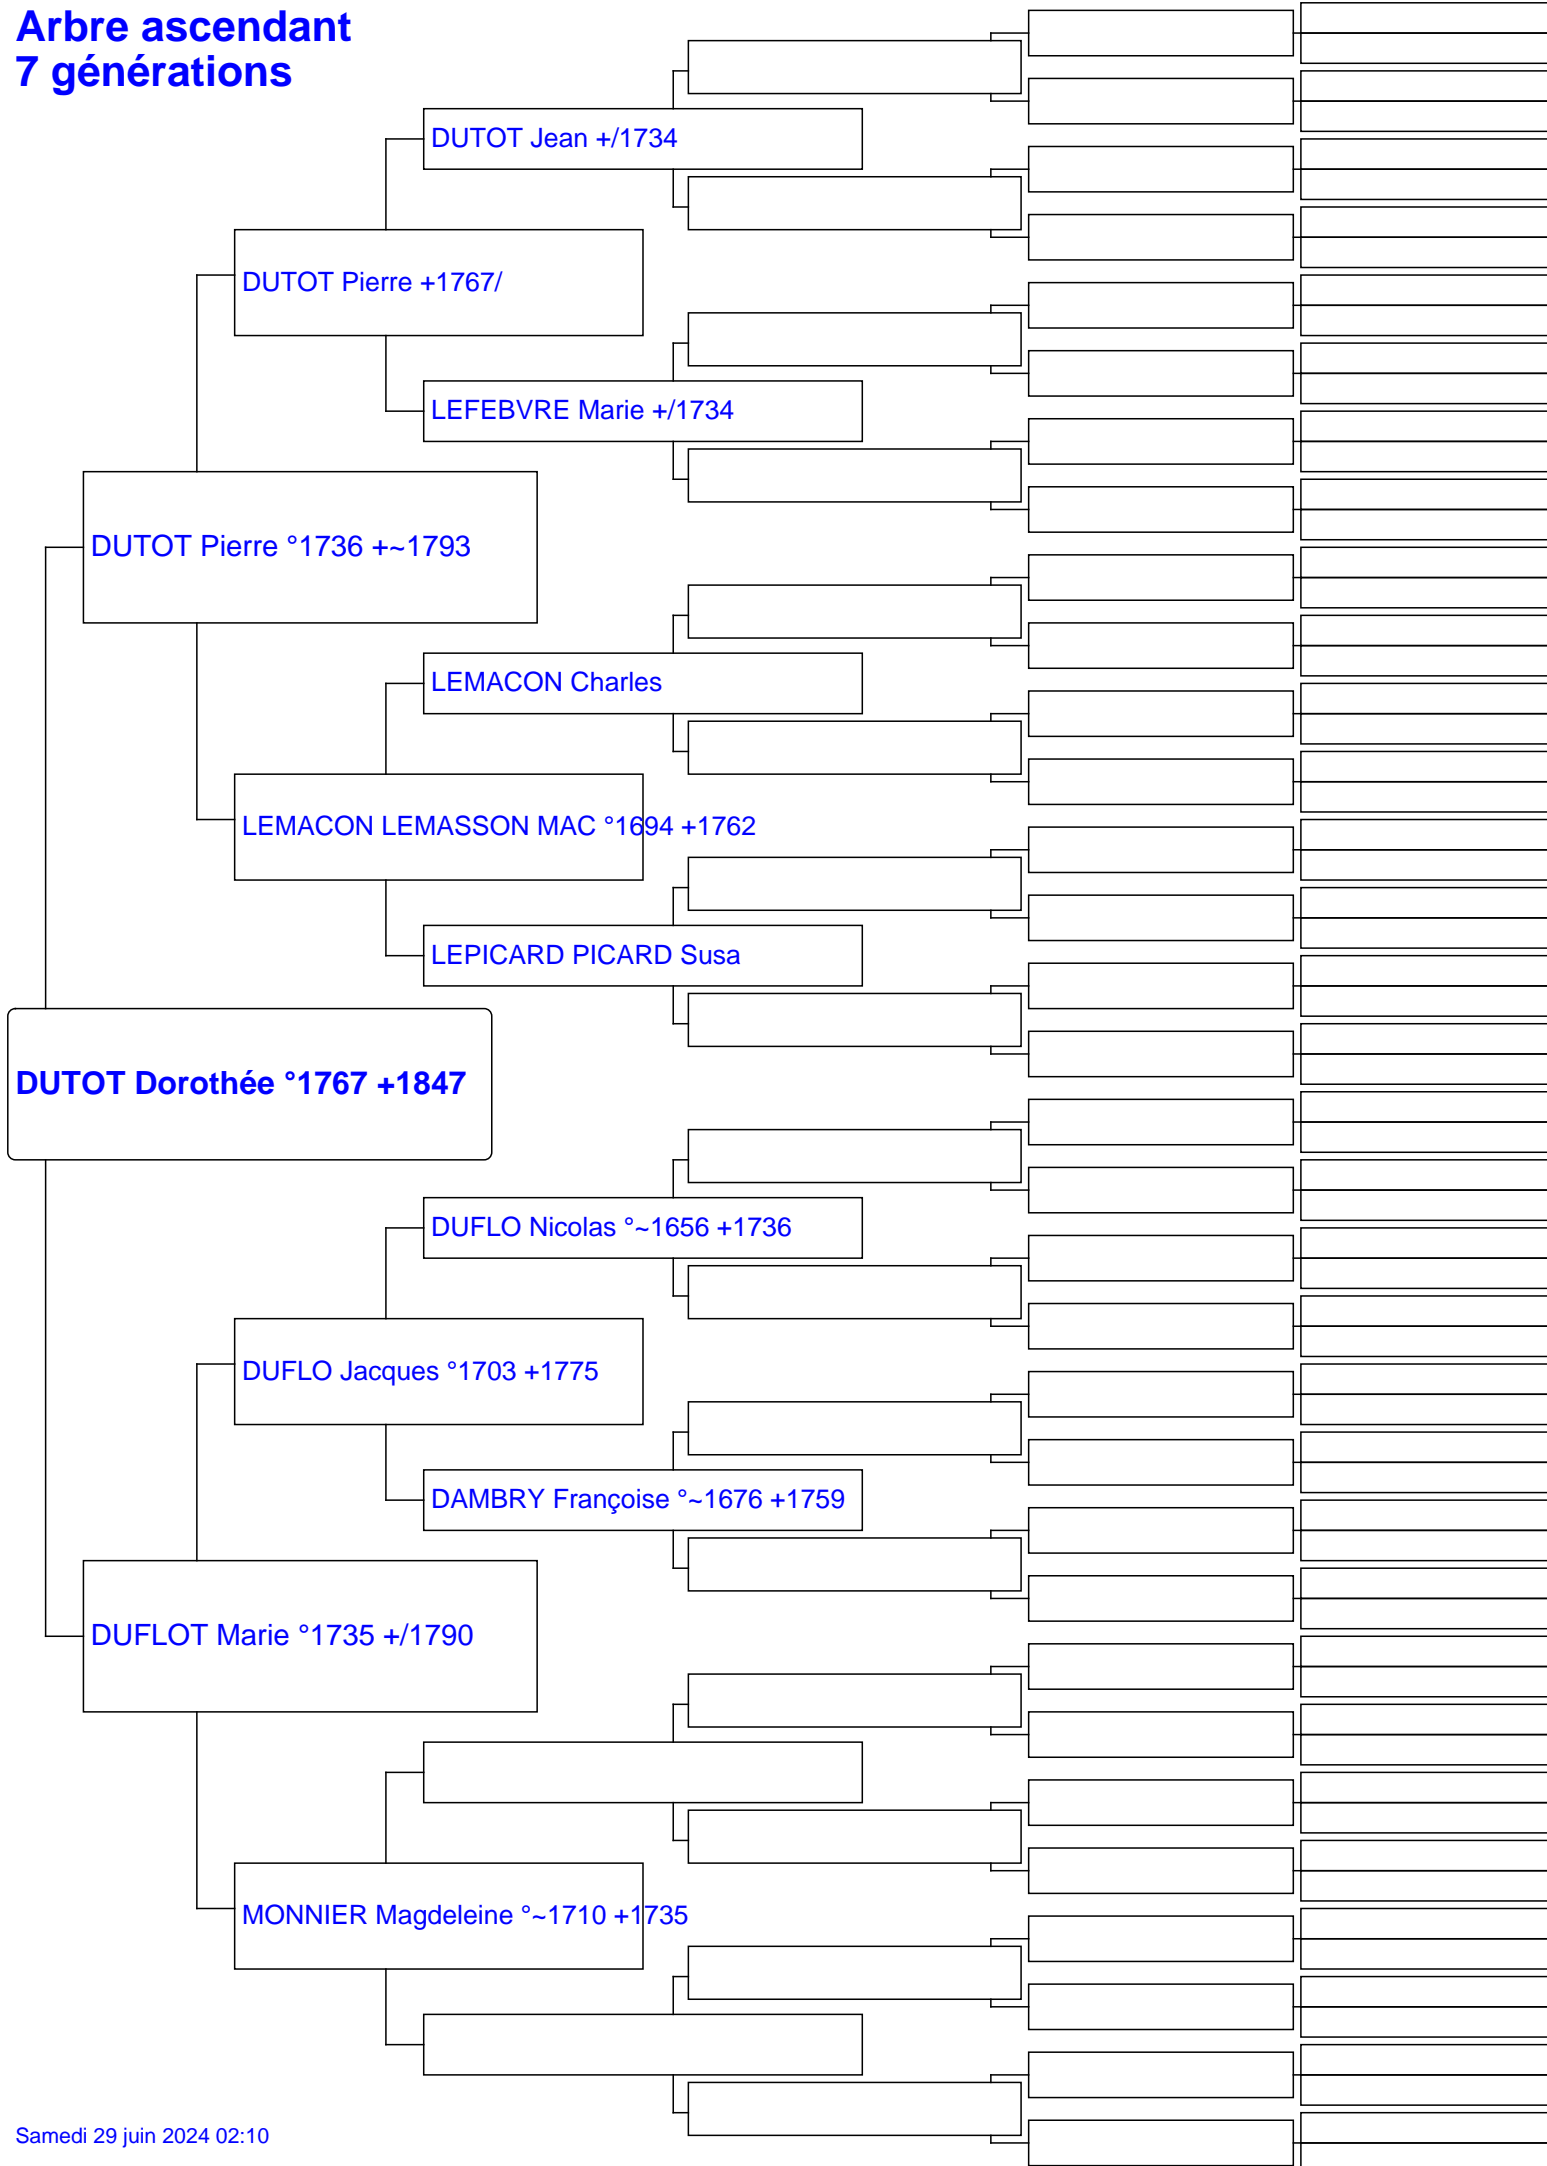 Arbre ascendant
7 générations
DUTOT Jean +/1734
DUTOT Pierre +1767/
LEFEBVRE Marie +/1734
DUTOT Pierre °1736 +~1793
LEMACON Charles
LEMACON LEMASSON MAC °1694 +1762
LEPICARD PICARD Susa
DUTOT Dorothée °1767 +1847
DUFLO Nicolas °~1656 +1736
DUFLO Jacques °1703 +1775
DAMBRY Françoise °~1676 +1759
DUFLOT Marie °1735 +/1790
MONNIER Magdeleine °~1710 +1735
Samedi 29 juin 2024 02:10